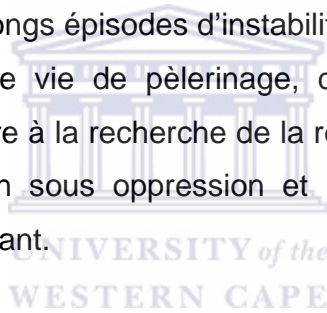 ongs épisodes d’instabilit
e vie de pèlerinage, c
re à la recherche de la r
n sous oppression et
ant.
UNIVERSITY of the
WESTERN CAPE